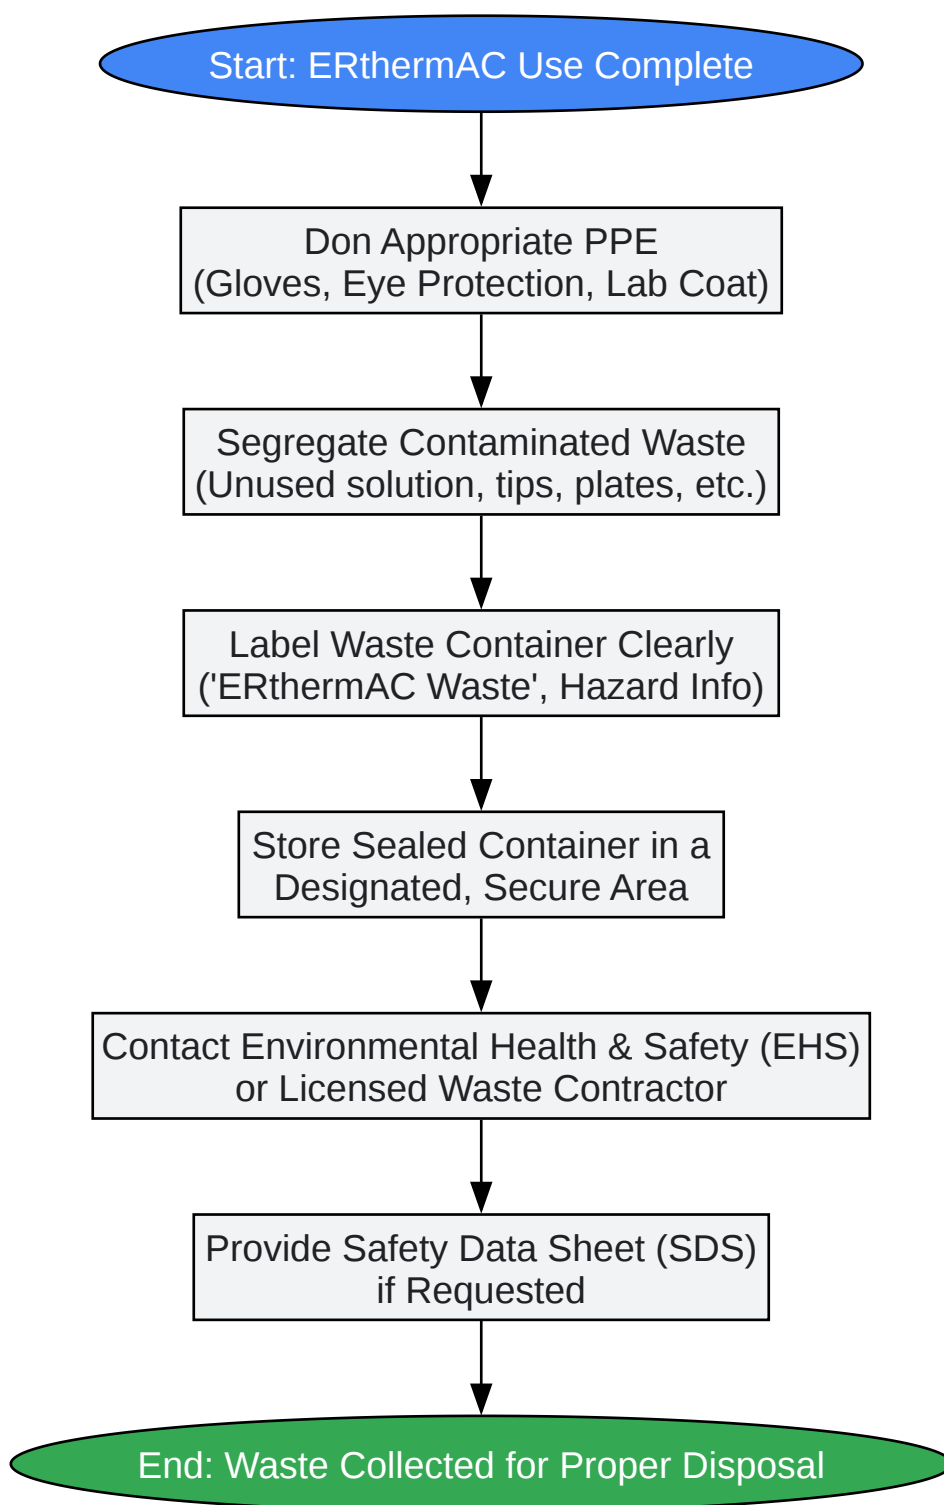 Start: ERthermAC Use Complete
Don Appropriate PPE
(Gloves, Eye Protection, Lab Coat)
Segregate Contaminated Waste
(Unused solution, tips, plates, etc.)
Label Waste Container Clearly
('ERthermAC Waste', Hazard Info)
Store Sealed Container in a
Designated, Secure Area
Contact Environmental Health & Safety (EHS)
or Licensed Waste Contractor
Provide Safety Data Sheet (SDS)
if Requested
End: Waste Collected for Proper Disposal